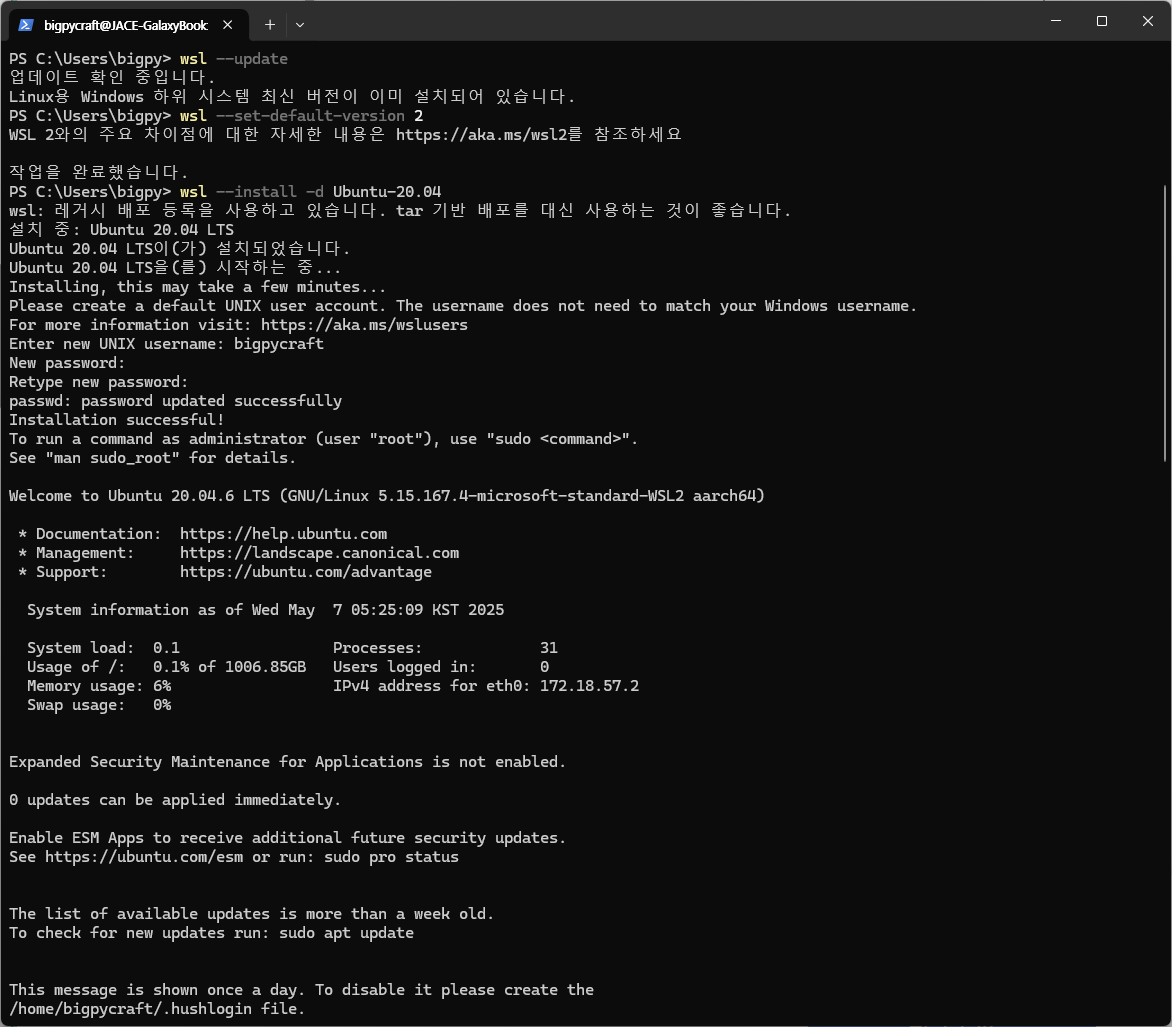 bigpycraft@JACE-GalaxyBook:
PS C:\Users\bigpy> wsl --update
업데이트 확인 중입니다.
Linux용 Windows 하위 시스템 최신 버전이 이미 설치되어 있습니다.
PS C:\Users\bigpy> wsl --set-default-version 2
WSL 2와의 주요 차이점에 대한 자세한 내용은 https://aka.ms/wsl2를 참조하세요
작업을 완료했습니다.
PS C:\Users\bigpy> wsl --install -d Ubuntu-20.04
wsl: 레거시 배포 등록을 사용하고 있습니다. tar 기반 배포를 대신 사용하는 것이 좋습니다.
설치 중: Ubuntu 20.04 LTS
Ubuntu 20.04 LTS이(가) 설치되었습니다.
Ubuntu 20.04 LTS을(를) 시작하는 중...
Installing, this may take a few minutes...
Please create a default UNIX user account. The username does not need to match your Windows username.
For more information visit: https://aka.ms/wslusers
Enter new UNIX username: bigpycraft
New password:
Retype new password:
passwd: password updated successfully
Installation successful!
To run a command as administrator (user "root"), use "sudo <command>".
See "man sudo_root" for details.
Welcome to Ubuntu 20.04.6 LTS (GNU/Linux 5.15.167.4-microsoft-standard-WSL2 aarch64)
* Documentation: https://help.ubuntu.com
* Management: https://landscape.canonical.com
* Support: https://ubuntu.com/advantage
System information as of Wed May 7 05:25:09 KST 2025
System load: 0.1 Processes: 31
Usage of /: 0.1% of 1006.85GB Users logged in: 0
Memory usage: 6% IPv4 address for eth0: 172.18.57.2
Swap usage: 0%
Expanded Security Maintenance for Applications is not enabled.
0 updates can be applied immediately.
Enable ESM Apps to receive additional future security updates.
See https://ubuntu.com/esm or run: sudo pro status
The list of available updates is more than a week old.
To check for new updates run: sudo apt update
This message is shown once a day. To disable it please create the
/home/bigpycraft/.hushlogin file.